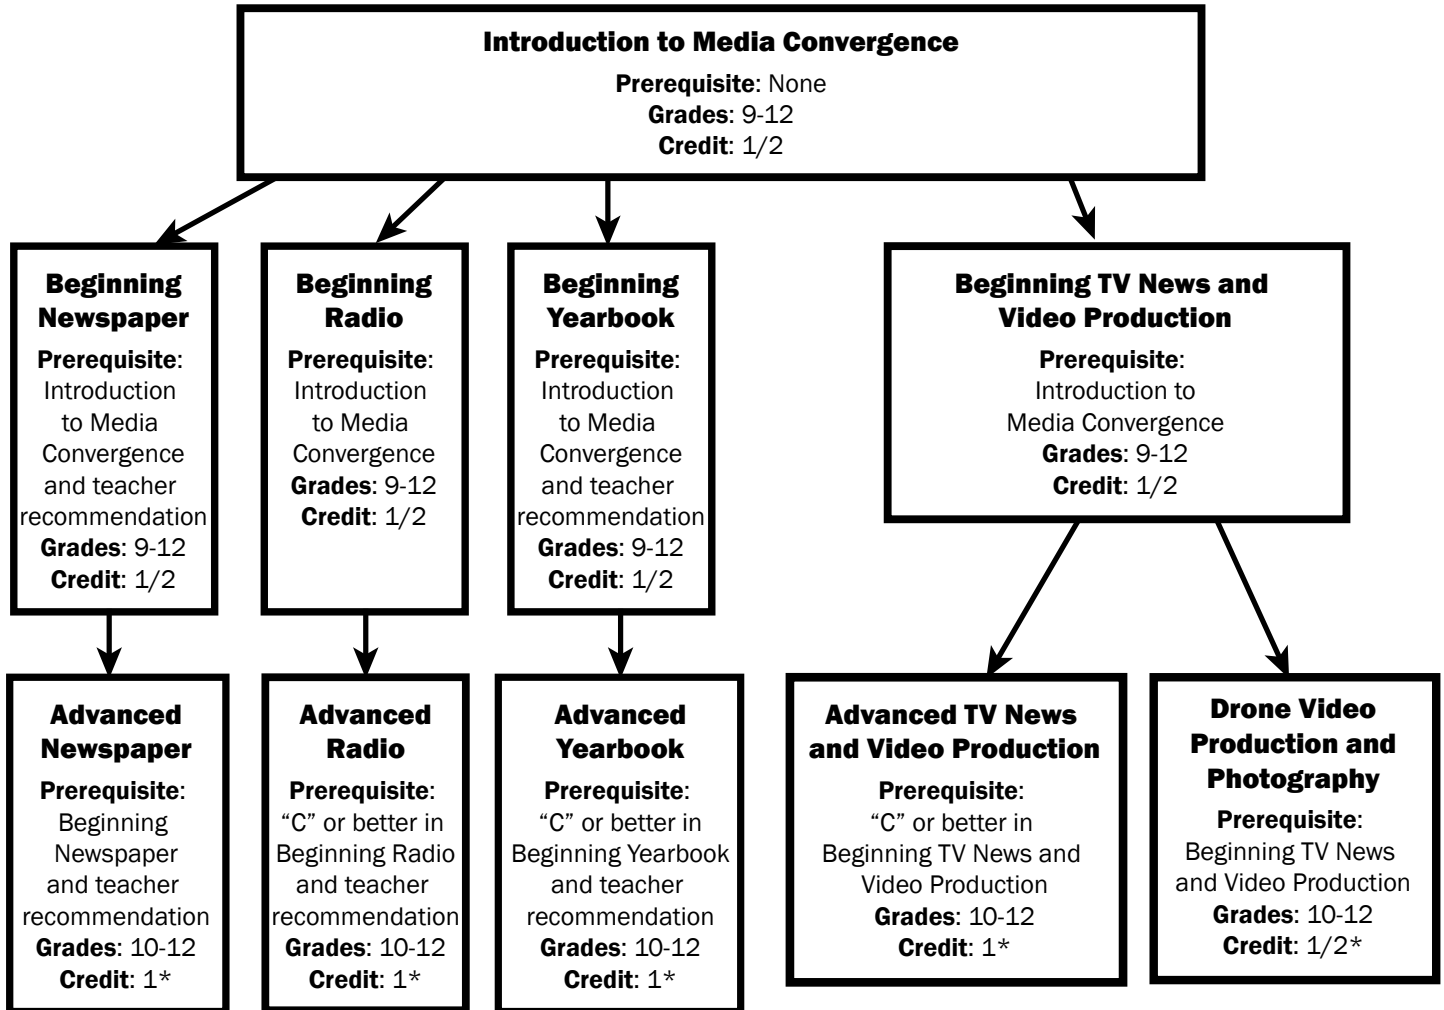 Introduction to Media Convergence
Prerequisite: None
Grades: 9-12
Credit: 1/2
Beginning
Newspaper
Prerequisite:
Introduction
to Media
Convergence
and teacher
recommendation
Grades: 9-12
Credit: 1/2
Beginning
Radio
Prerequisite:
Introduction
to Media
Convergence
Grades: 9-12
Credit: 1/2
Beginning
Yearbook
Prerequisite:
Introduction
to Media
Convergence
and teacher
recommendation
Grades: 9-12
Credit: 1/2
Beginning TV News and
Video Production
Prerequisite:
Introduction to
Media Convergence
Grades: 9-12
Credit: 1/2
Advanced
Newspaper
Prerequisite:
Beginning
Newspaper
and teacher
recommendation
Grades: 10-12
Credit: 1*
Advanced
Radio
Prerequisite:
“C” or better in
Beginning Radio
and teacher
recommendation
Grades: 10-12
Credit: 1*
Advanced
Yearbook
Prerequisite:
“C” or better in
Beginning Yearbook
and teacher
recommendation
Grades: 10-12
Credit: 1*
Advanced TV News
and Video Production
Prerequisite:
“C” or better in
Beginning TV News and
Video Production
Grades: 10-12
Credit: 1*
Drone Video
Production and
Photography
Prerequisite:
Beginning TV News
and Video Production
Grades: 10-12
Credit: 1/2*